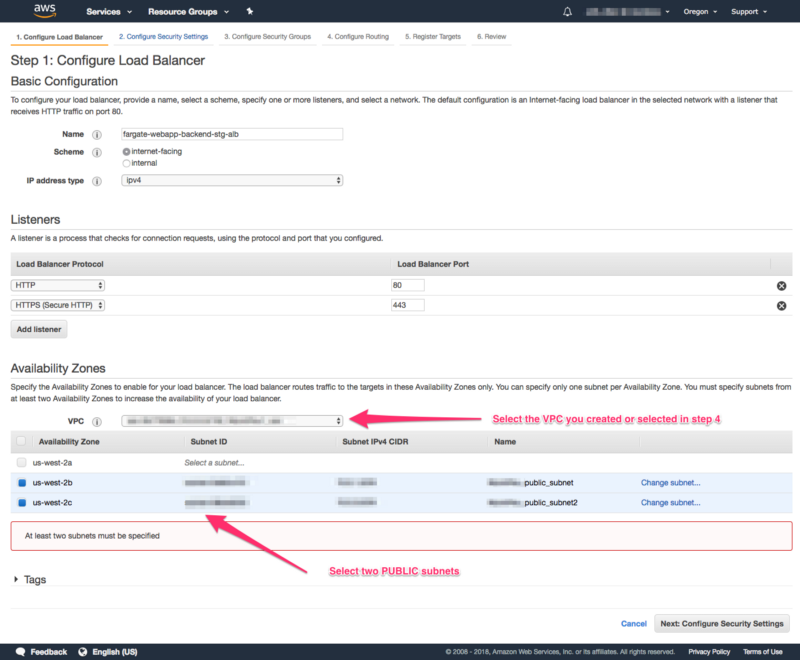 aws Services Resource Groups Oregon Support
1. Configure Load Balancer 2. Configure Security Settings 3. Configure Security Groups 4. Configure Routing 5. Register Targets 6. Review
Step 1: Configure Load Balancer
Basic Configuration
To configure your load balancer, provide a name, select a scheme, specify one or more listeners, and select a network. The default configuration is an Internet-facing load balancer in the selected network with a listener that
receives HTTP traffic on port 80.
Name i fargate-webapp-backend-stg-alb
Scheme i internet-facing
internal
IP address type i ipv4
Listeners
A listener is a process that checks for connection requests, using the protocol and port that you configured.
Load Balancer Protocol Load Balancer Port
HTTP 80
HTTPS (Secure HTTP) 443
Add listener
Availability Zones
Specify the Availability Zones to enable for your load balancer. The load balancer routes traffic to the targets in these Availability Zones only. You can specify only one subnet per Availability Zone. You must specify subnets from
at least two Availability Zones to increase the availability of your load balancer.
VPC i Select the VPC you created or selected in step 4
Availability Zone Subnet ID Subnet IPv4 CIDR Name
us-west-2a Select a subnet...
us-west-2b _public_subnet Change subnet...
us-west-2c _public_subnet2 Change subnet...
At least two subnets must be specified
Select two PUBLIC subnets
Tags
Cancel Next: Configure Security Settings
Feedback English (US) © 2008 - 2018, Amazon Web Services, Inc. or its affiliates. All rights reserved. Privacy Policy Terms of Use